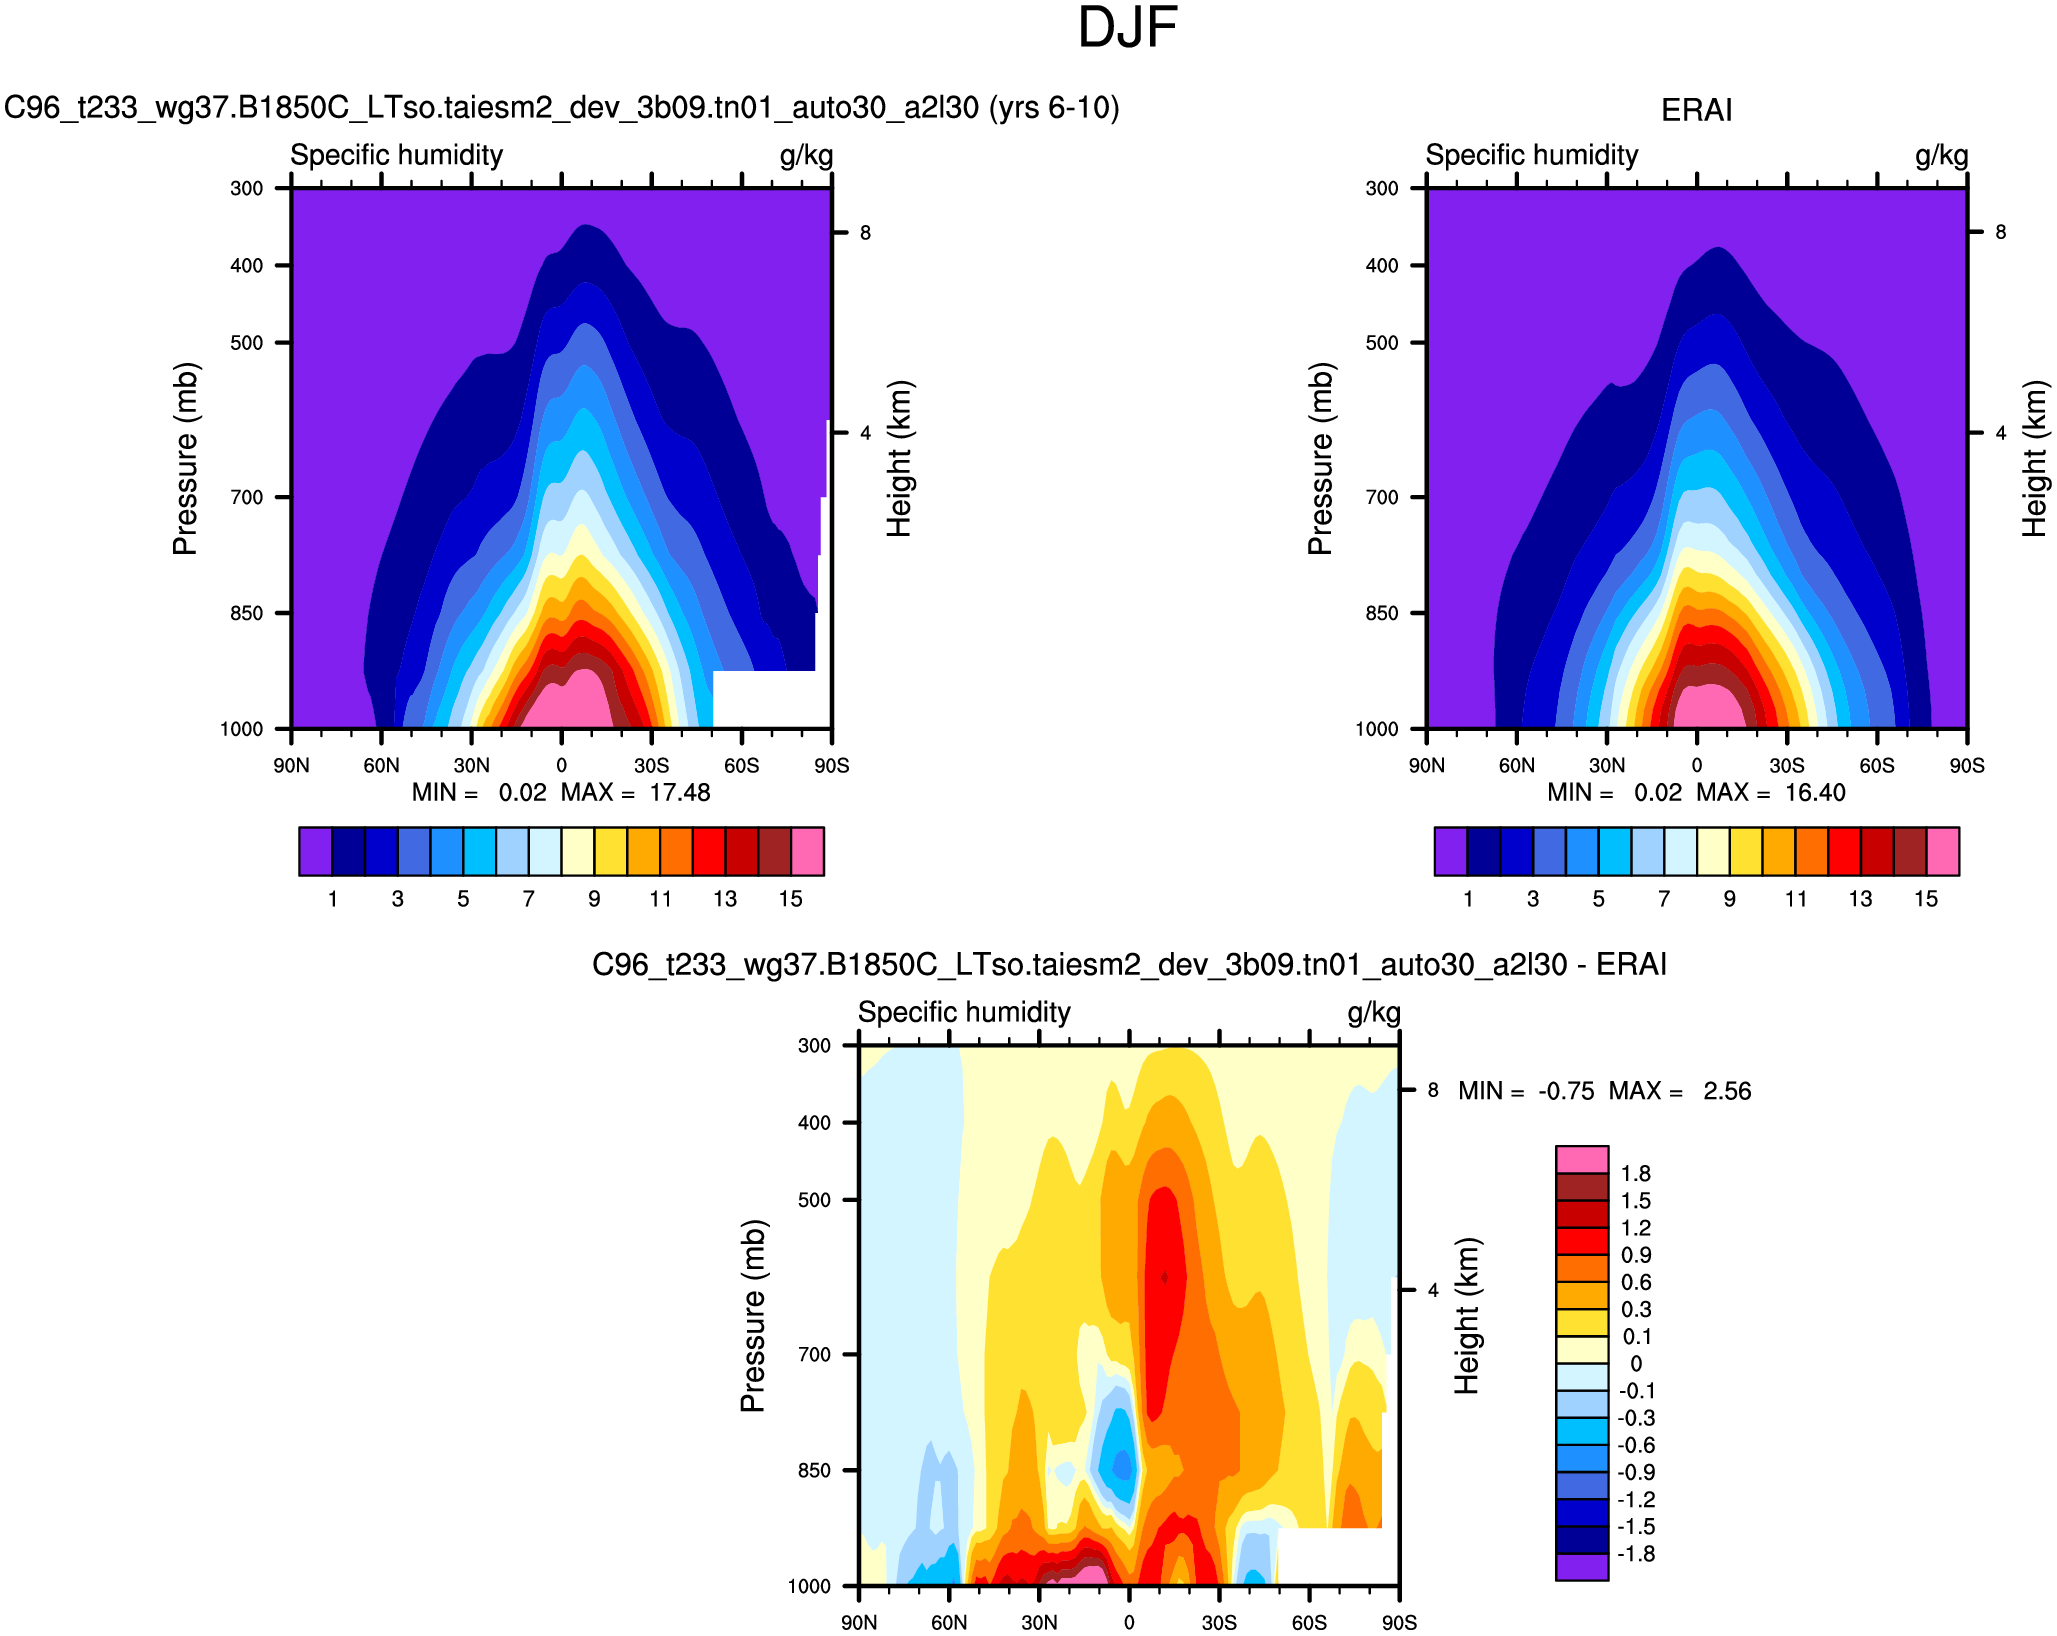 DJF
C96_t233_wg37.B1850C_LTso.taiesm2_dev_3b09.tn01_auto30_a2l30 (yrs 6-10)
Specific humidity g/kg
300
400
500
700
850
1000
Pressure (mb)
8
4
Height (km)
90N 60N 30N 0 30S 60S 90S
MIN = 0.02 MAX = 17.48
1 3 5 7 9 11 13 15
ERAI
Specific humidity g/kg
300
400
500
700
850
1000
Pressure (mb)
8
4
Height (km)
90N 60N 30N 0 30S 60S 90S
MIN = 0.02 MAX = 16.40
1 3 5 7 9 11 13 15
C96_t233_wg37.B1850C_LTso.taiesm2_dev_3b09.tn01_auto30_a2l30 - ERAI
Specific humidity g/kg
300
400
500
700
850
1000
Pressure (mb)
8
4
Height (km)
90N 60N 30N 0 30S 60S 90S
MIN = -0.75 MAX = 2.56
1.8
1.5
1.2
0.9
0.6
0.3
0.1
0
-0.1
-0.3
-0.6
-0.9
-1.2
-1.5
-1.8